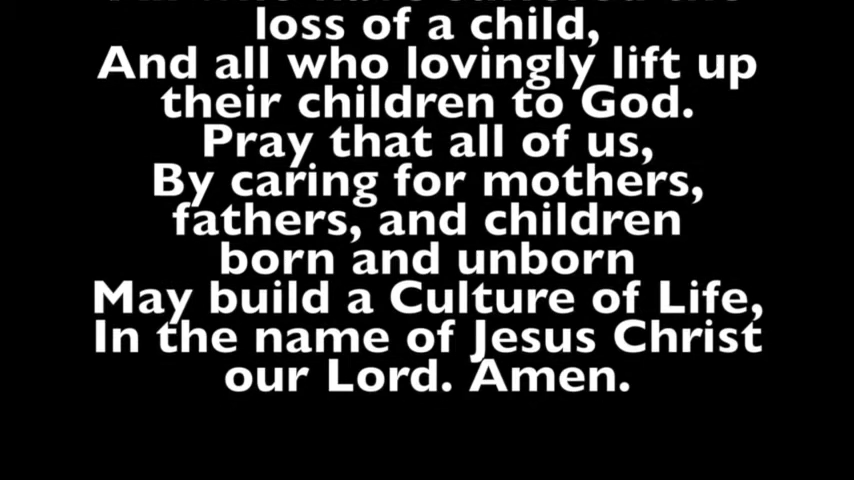 loss of a child,
And all who lovingly lift up
their children to God.
Pray that all of us,
By caring for mothers,
fathers, and children
born and unborn
May build a Culture of Life,
In the name of Jesus Christ
our Lord. Amen.